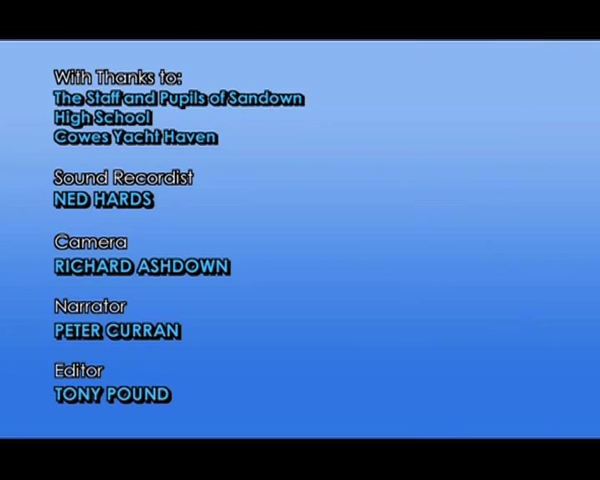 With Thanks to:
The Staff and Pupils of Sandown
High School
Cowes Yacht Haven
Sound Recordist
NED HARDS
Camera
RICHARD ASHDOWN
Narrator
PETER CURRAN
Editor
TONY POUND